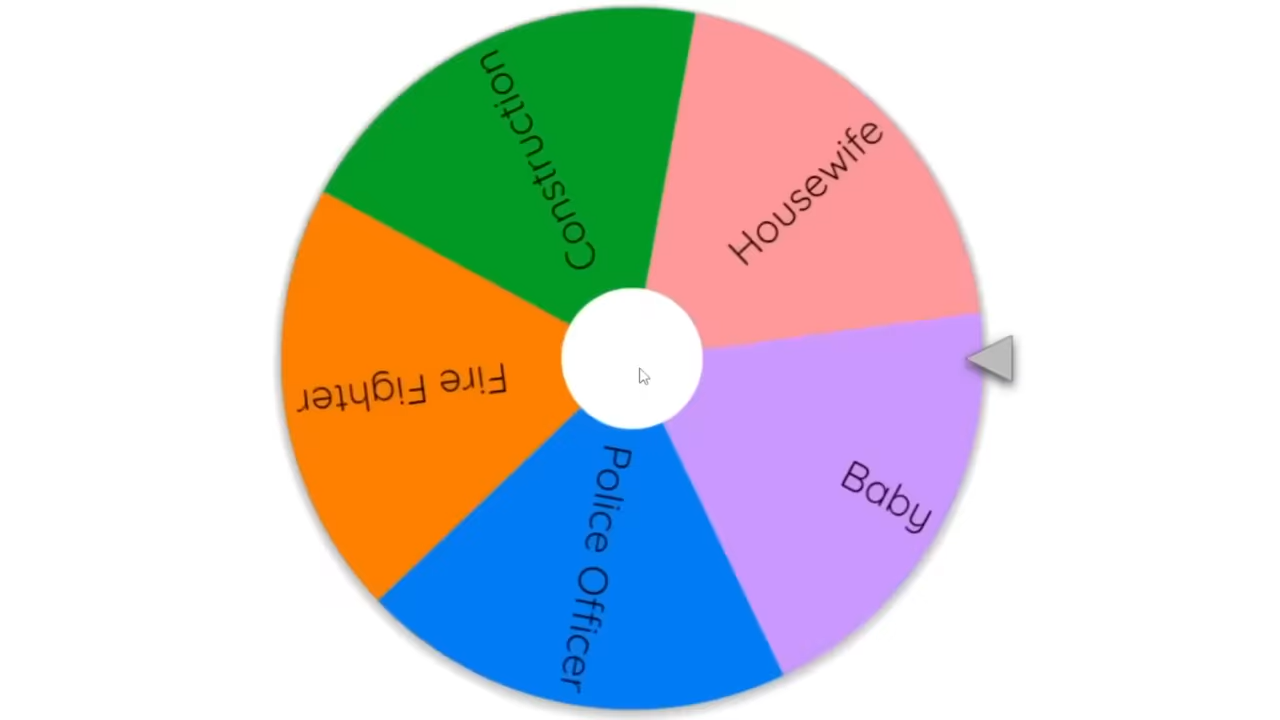 Construction
Housewife
Fire Fighter
Baby
Police Officer